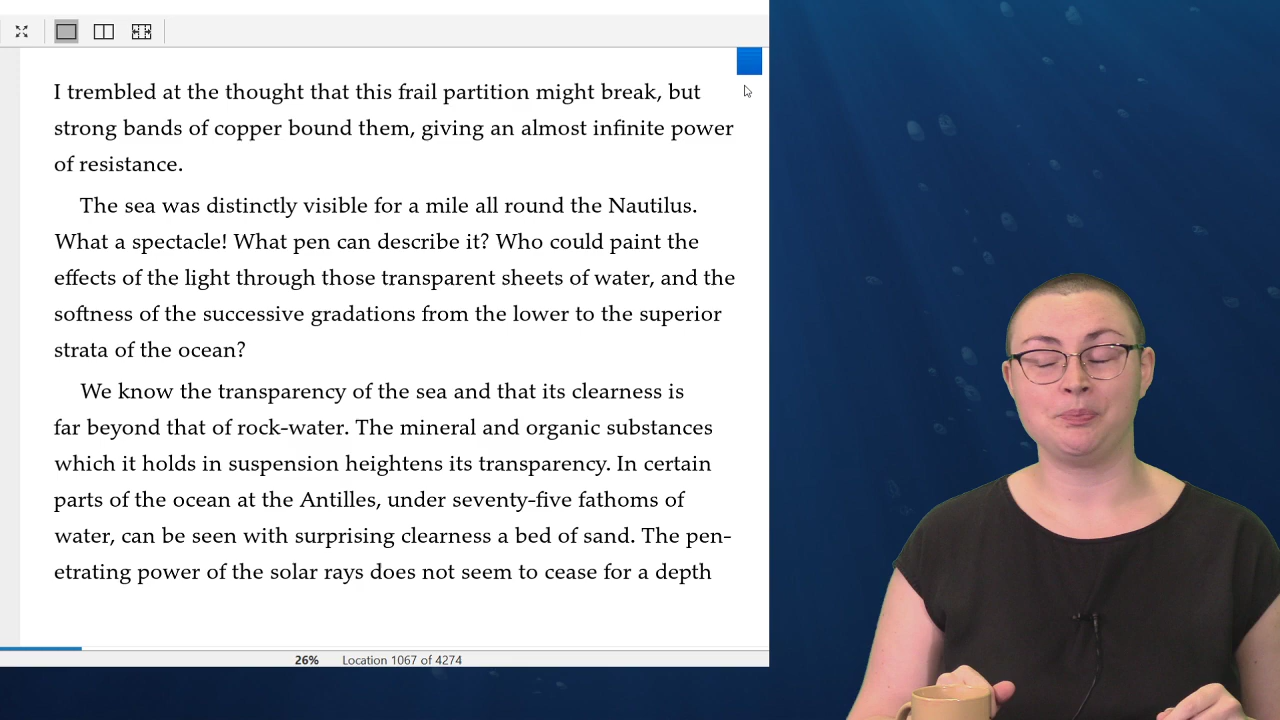 I trembled at the thought that this frail partition might break, but
strong bands of copper bound them, giving an almost infinite power
of resistance.
The sea was distinctly visible for a mile all round the Nautilus.
What a spectacle! What pen can describe it? Who could paint the
effects of the light through those transparent sheets of water, and the
softness of the successive gradations from the lower to the superior
strata of the ocean?
We know the transparency of the sea and that its clearness is
far beyond that of rock-water. The mineral and organic substances
which it holds in suspension heightens its transparency. In certain
parts of the ocean at the Antilles, under seventy-five fathoms of
water, can be seen with surprising clearness a bed of sand. The pen-
etrating power of the solar rays does not seem to cease for a depth
26% Location 1067 of 4274